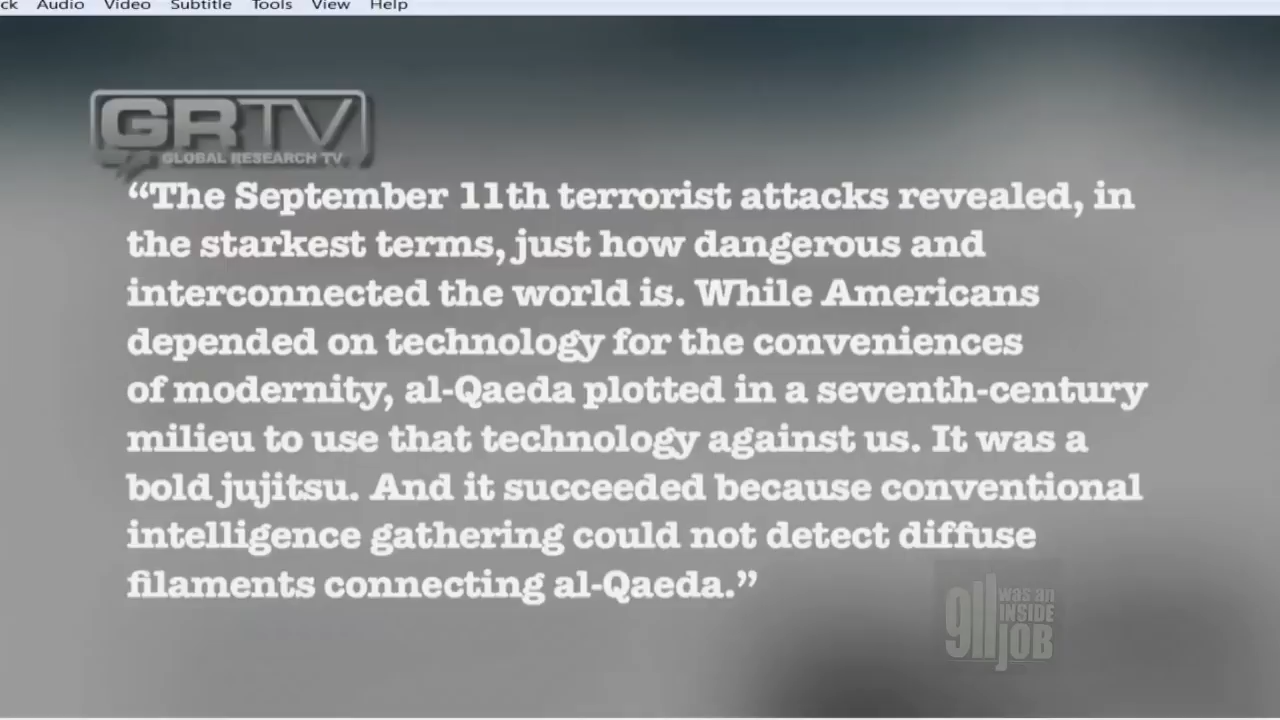 ck Audio Video Subtitle Tools View Help
GRTV
GLOBAL RESEARCH TV
“The September 11th terrorist attacks revealed, in
the starkest terms, just how dangerous and
interconnected the world is. While Americans
depended on technology for the conveniences
of modernity, al-Qaeda plotted in a seventh-century
milieu to use that technology against us. It was a
bold jujitsu. And it succeeded because conventional
intelligence gathering could not detect diffuse
filaments connecting al-Qaeda.”
911 was an
INSIDE
JOB